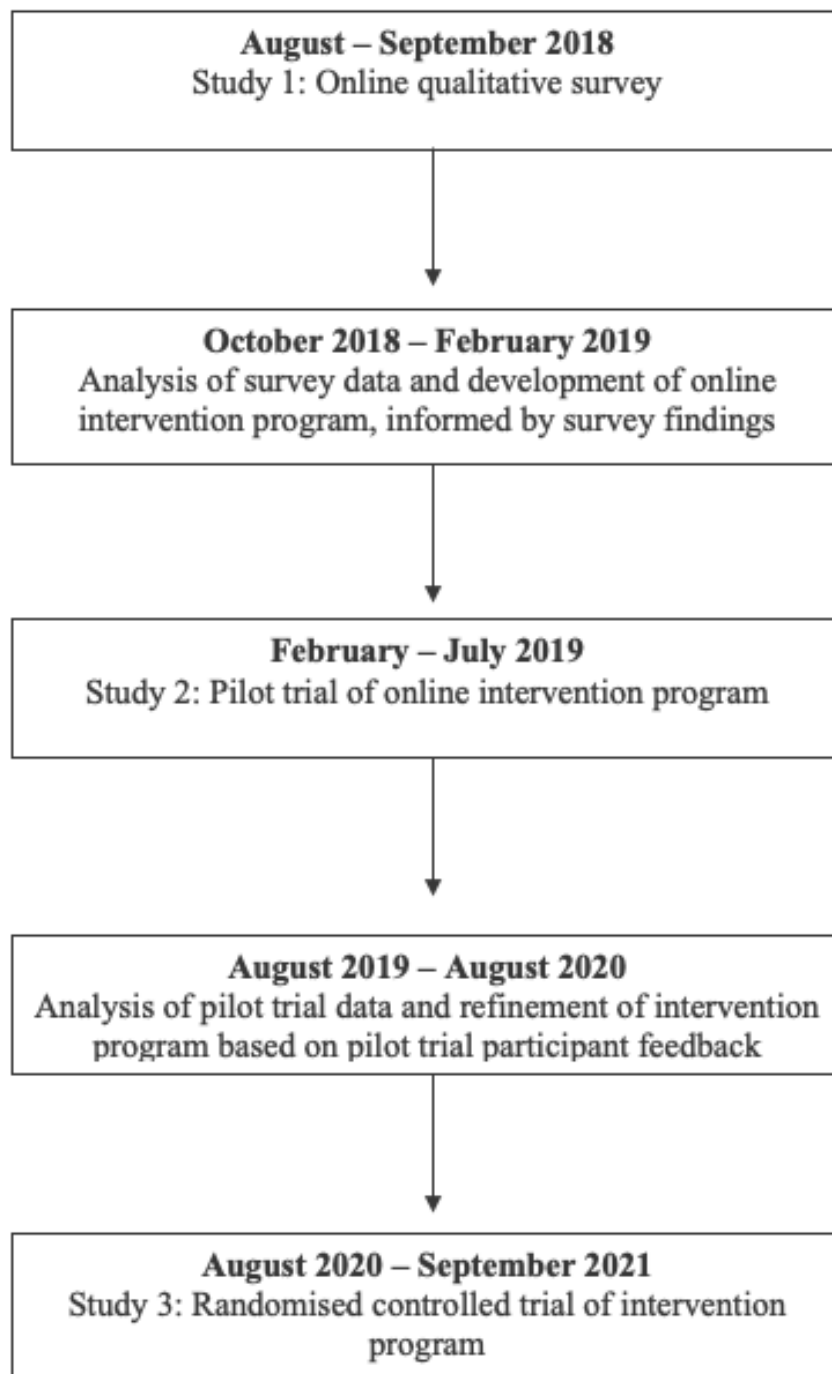 August – September 2018
Study 1: Online qualitative survey
October 2018 – February 2019
Analysis of survey data and development of online
intervention program, informed by survey findings
February – July 2019
Study 2: Pilot trial of online intervention program
August 2019 – August 2020
Analysis of pilot trial data and refinement of intervention
program based on pilot trial participant feedback
August 2020 – September 2021
Study 3: Randomised controlled trial of intervention
program